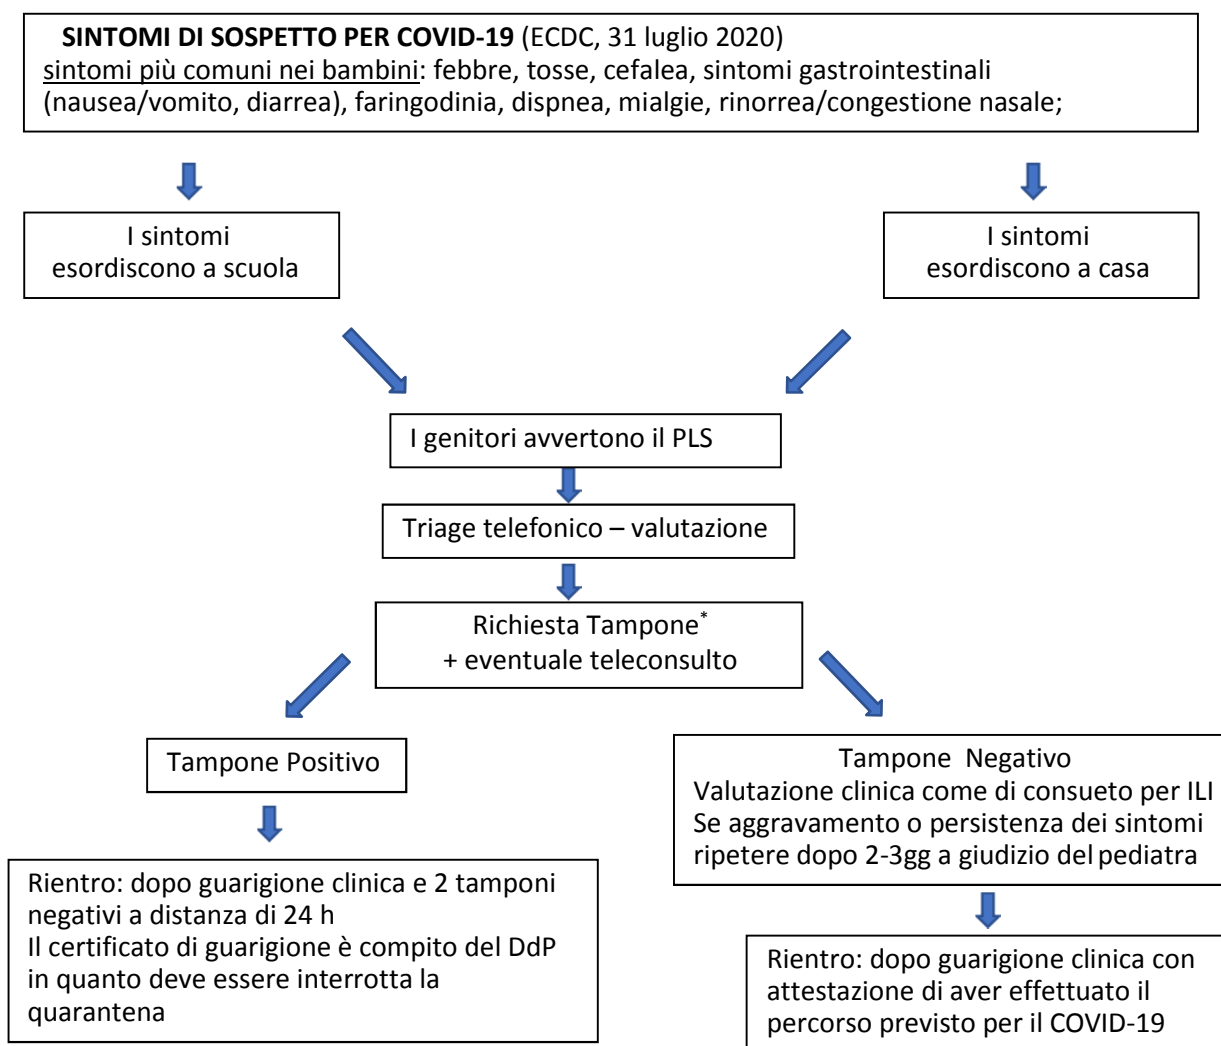 SINTOMI DI SOSPETTO PER COVID-19 (ECDC, 31 luglio 2020)
sintomi più comuni nei bambini: febbre, tosse, cefalea, sintomi gastrointestinali
(nausea/vomito, diarrea), faringodinia, dispnea, mialgie, rinorrea/congestione nasale;
I sintomi
esordiscono a scuola
I sintomi
esordiscono a casa
I genitori avvertono il PLS
Triage telefonico – valutazione
Richiesta Tampone*
+ eventuale teleconsulto
Tampone Positivo
Tampone Negativo
Valutazione clinica come di consueto per ILI
Se aggravamento o persistenza dei sintomi
ripetere dopo 2-3gg a giudizio del pediatra
Rientro: dopo guarigione clinica e 2 tamponi
negativi a distanza di 24 h
Il certificato di guarigione è compito del DdP
in quanto deve essere interrotta la
quarantena
Rientro: dopo guarigione clinica con
attestazione di aver effettuato il
percorso previsto per il COVID-19